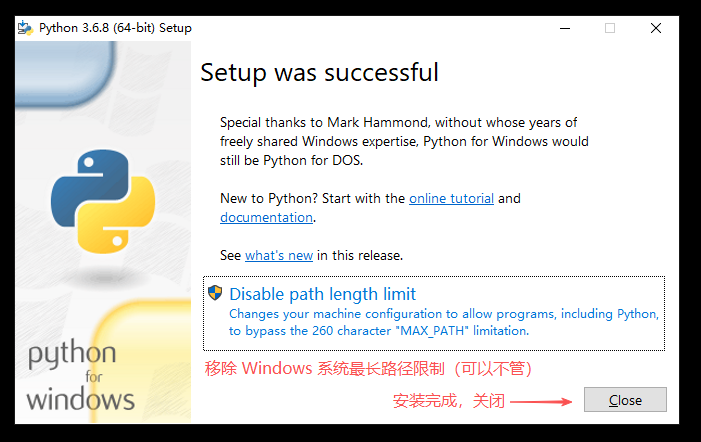 Python 3.6.8 (64-bit) Setup
Setup was successful
Special thanks to Mark Hammond, without whose years of
freely shared Windows expertise, Python for Windows would
still be Python for DOS.
New to Python? Start with the online tutorial and
documentation.
See what's new in this release.
Disable path length limit
Changes your machine configuration to allow programs, including Python,
to bypass the 260 character "MAX_PATH" limitation.
移除 Windows 系统最长路径限制（可以不管）
安装完成，关闭
Close
python
for
windows